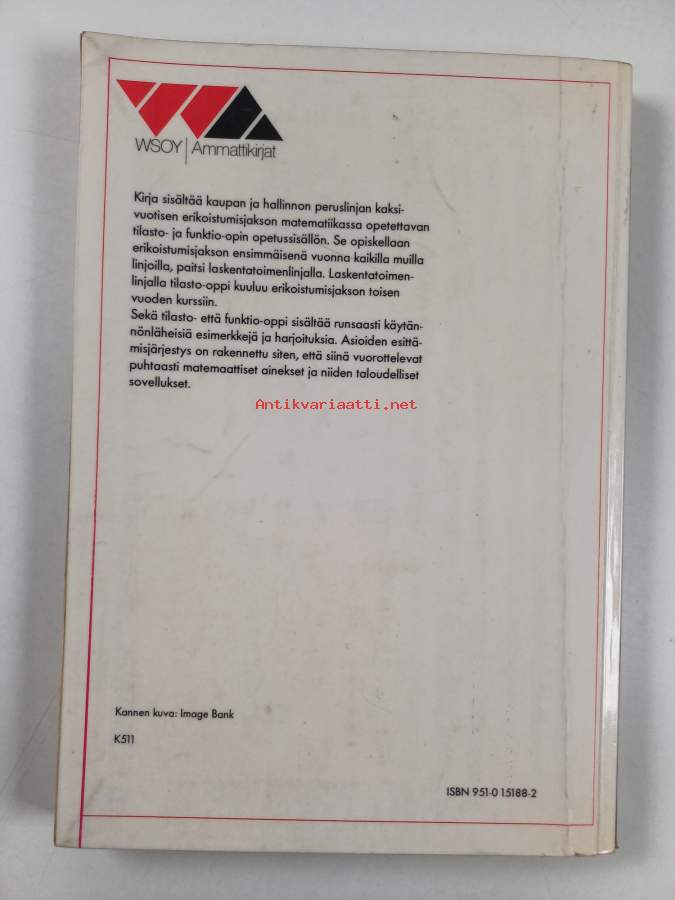 WSOY | Ammattikirjat
Kirja sisältää kaupan ja hallinnon peruslinjan kaksi-
vuotisen erikoistumisjakson matematiikassa opetettavan
tilasto- ja funktio-opin opetussisällön. Se opiskellaan
erikoistumisjakson ensimmäisenä vuonna kaikilla muilla
linjoilla, paitsi laskentatoimenlinjalla. Laskentatoimen-
linjalla tilasto-oppi kuuluu erikoistumisjakson toisen
vuoden kurssiin.
Sekä tilasto- että funktio-oppi sisältää runsaasti käytän-
nönläheisiä esimerkkejä ja harjoituksia. Asioiden esittä-
misjärjestys on rakennettu siten, että siinä vuorottelevat
puhtaasti matemaattiset ainekset ja niiden taloudelliset
sovellukset.
Antikvariaatti.net
Kannen kuva: Image Bank
K511
ISBN 951-0 15188-2